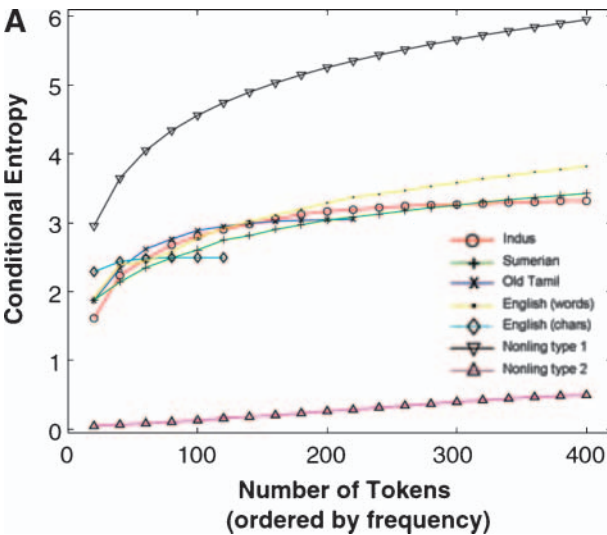 A
6
5
4
3
2
1
0
Conditional Entropy
Indus
Sumerian
Old Tamil
English (words)
English (chars)
Nonling type 1
Nonling type 2
0 100 200 300 400
Number of Tokens
(ordered by frequency)